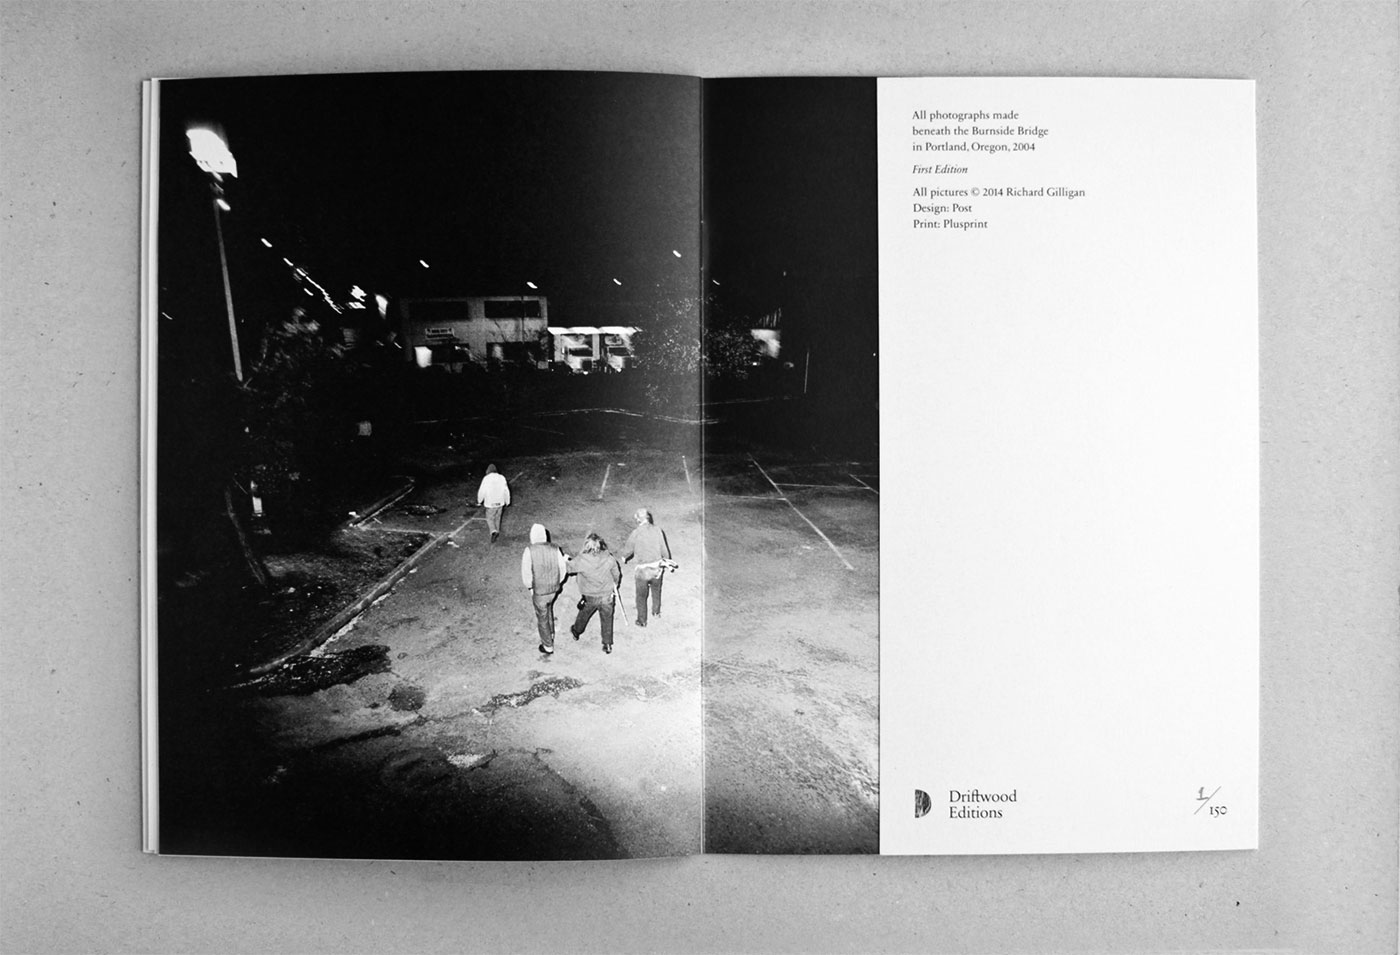 All photographs made
beneath the Burnside Bridge
in Portland, Oregon, 2004
First Edition
All pictures © 2014 Richard Gilligan
Design: Post
Print: Plusprint
Driftwood
Editions
1/150